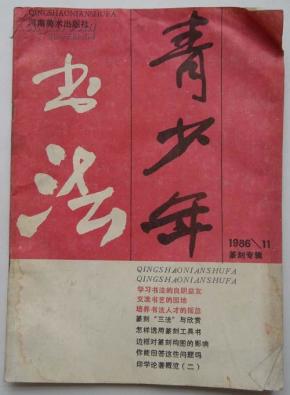 QINGSHAONIANSHUFA
河南美术出版社
青少年
书法
1986 11
篆刻专辑
QINGSHAONIANSHUFA
QINGSHAONIANSHUFA
学习书法的良师益友
交流书艺的园地
培养书法人才的摇篮
篆刻“三法”与欣赏
怎样选用篆刻工具书
边框对篆刻构图的影响
你能回答这些问题吗
印学论著概览(二)